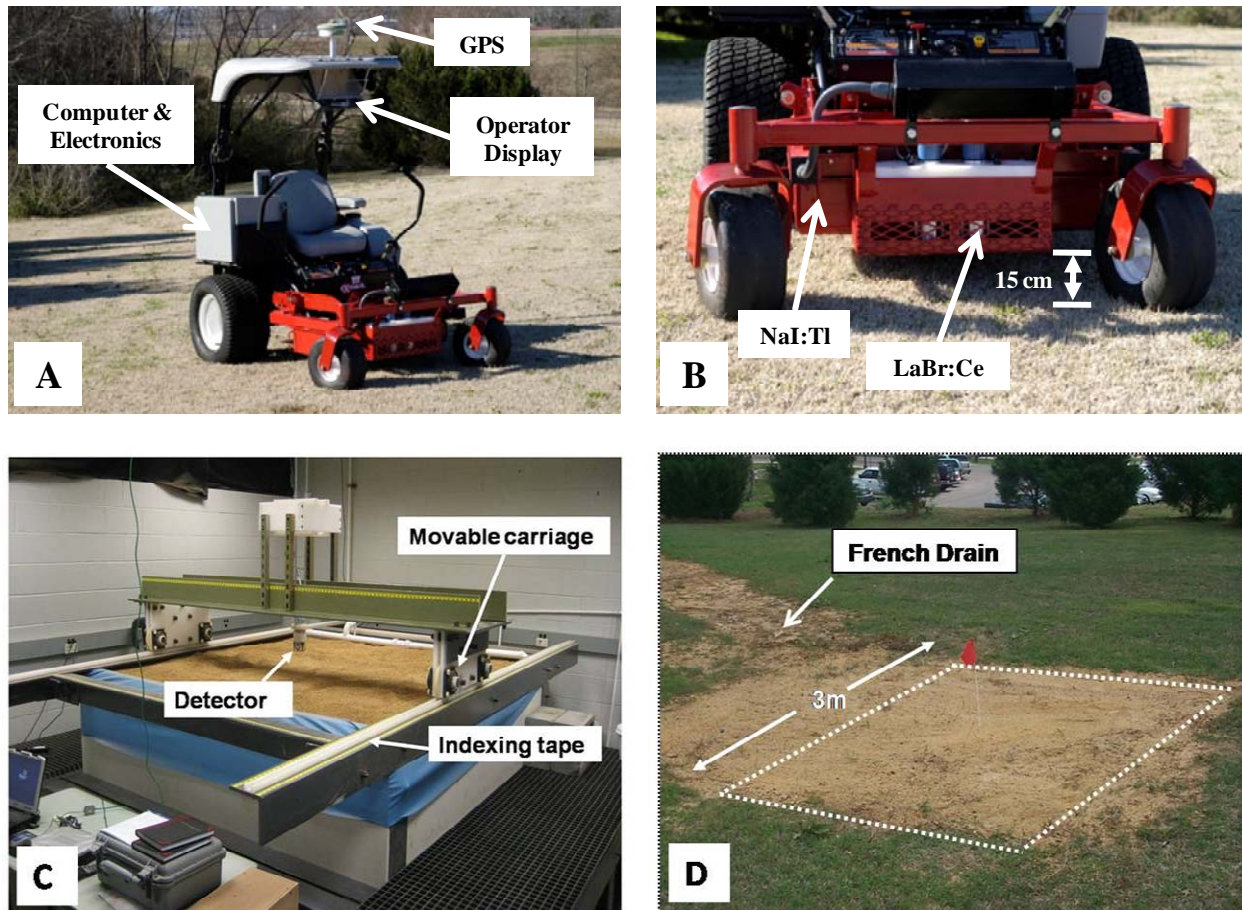 GPS
Computer &
Electronics
Operator
Display
A
NaI:Tl
LaBr:Ce
15 cm
B
Movable carriage
Detector
Indexing tape
C
French Drain
3m
D